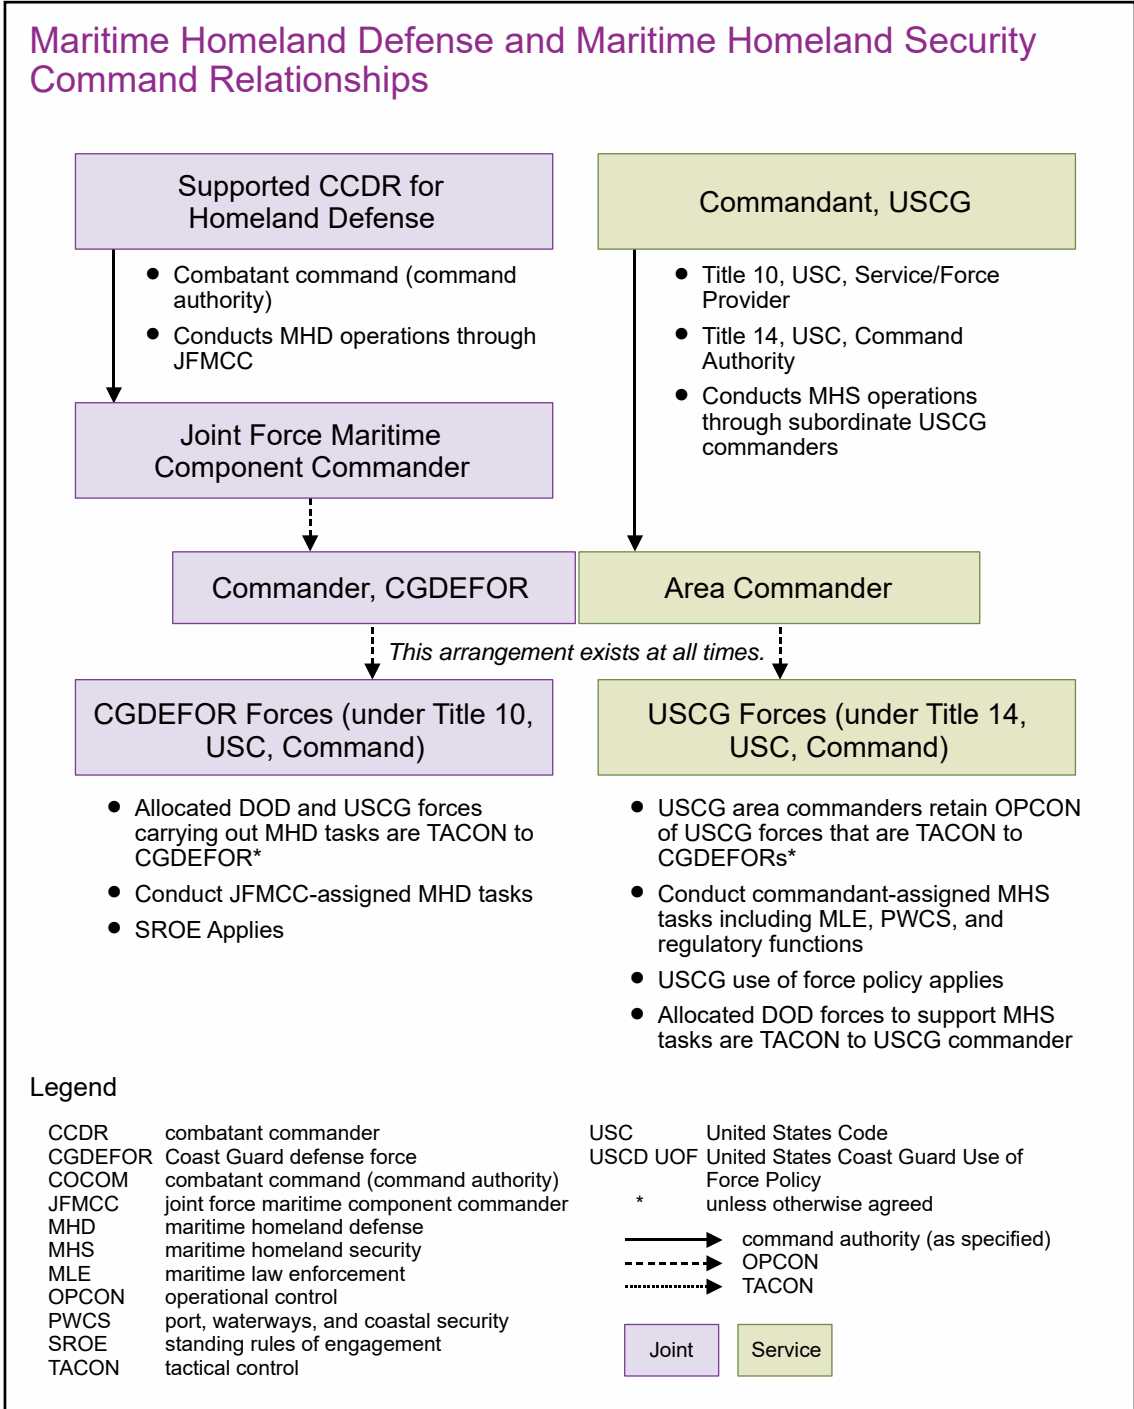 Maritime Homeland Defense and Maritime Homeland Security
Command Relationships
Supported CCDR for
Homeland Defense
Commandant, USCG
● Combatant command (command
authority)
● Conducts MHD operations through
JFMCC
● Title 10, USC, Service/Force
Provider
● Title 14, USC, Command
Authority
● Conducts MHS operations
through subordinate USCG
commanders
Joint Force Maritime
Component Commander
Commander, CGDEFOR
Area Commander
This arrangement exists at all times.
CGDEFOR Forces (under Title 10,
USC, Command)
USCG Forces (under Title 14,
USC, Command)
● Allocated DOD and USCG forces
carrying out MHD tasks are TACON to
CGDEFOR*
● Conduct JFMCC-assigned MHD tasks
● SROE Applies
● USCG area commanders retain OPCON
of USCG forces that are TACON to
CGDEFORs*
● Conduct commandant-assigned MHS
tasks including MLE, PWCS, and
regulatory functions
● USCG use of force policy applies
● Allocated DOD forces to support MHS
tasks are TACON to USCG commander
Legend
CCDR combatant commander
CGDEFOR Coast Guard defense force
COCOM combatant command (command authority)
JFMCC joint force maritime component commander
MHD maritime homeland defense
MHS maritime homeland security
MLE maritime law enforcement
OPCON operational control
PWCS port, waterways, and coastal security
SROE standing rules of engagement
TACON tactical control
USC United States Code
USCD UOF United States Coast Guard Use of
Force Policy
* unless otherwise agreed
command authority (as specified)
OPCON
TACON
Joint
Service